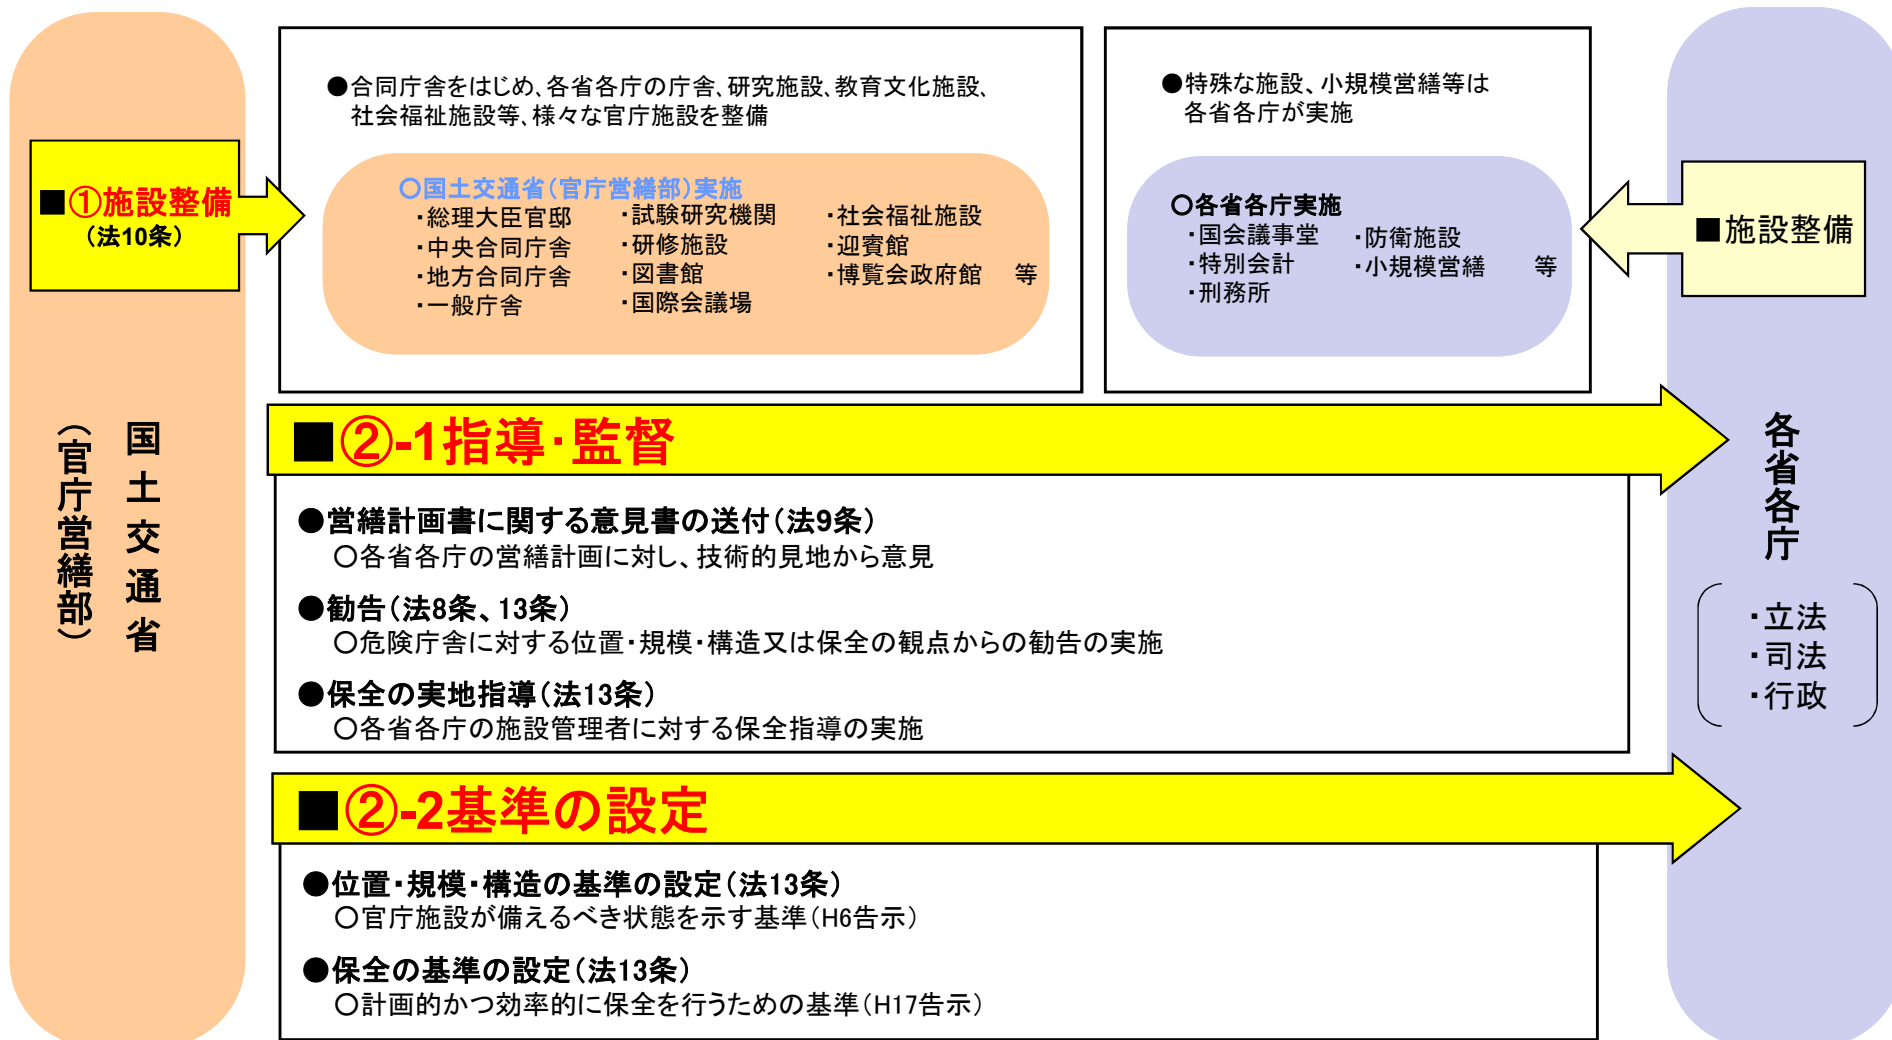 ●合同庁舎をはじめ、各省各庁の庁舎、研究施設、教育文化施設、
社会福祉施設等、様々な官庁施設を整備
●特殊な施設、小規模営繕等は
各省各庁が実施
■①施設整備
(法10条)
○国土交通省(官庁営繕部)実施
・総理大臣官邸
・中央合同庁舎
・地方合同庁舎
・一般庁舎
・試験研究機関
・研修施設
・図書館
・国際会議場
・社会福祉施設
・迎賓館
・博覧会政府館 等
○各省各庁実施
・国会議事堂
・特別会計
・刑務所
・防衛施設
・小規模営繕 等
■施設整備
国土交通省
(官庁営繕部)
■②-1指導・監督
●営繕計画書に関する意見書の送付(法9条)
○各省各庁の営繕計画に対し、技術的見地から意見
●勧告(法8条、13条)
○危険庁舎に対する位置・規模・構造又は保全の観点からの勧告の実施
●保全の実地指導(法13条)
○各省各庁の施設管理者に対する保全指導の実施
■②-2基準の設定
●位置・規模・構造の基準の設定(法13条)
○官庁施設が備えるべき状態を示す基準(H6告示)
●保全の基準の設定(法13条)
○計画的かつ効率的に保全を行うための基準(H17告示)
各省各庁
・立法
・司法
・行政